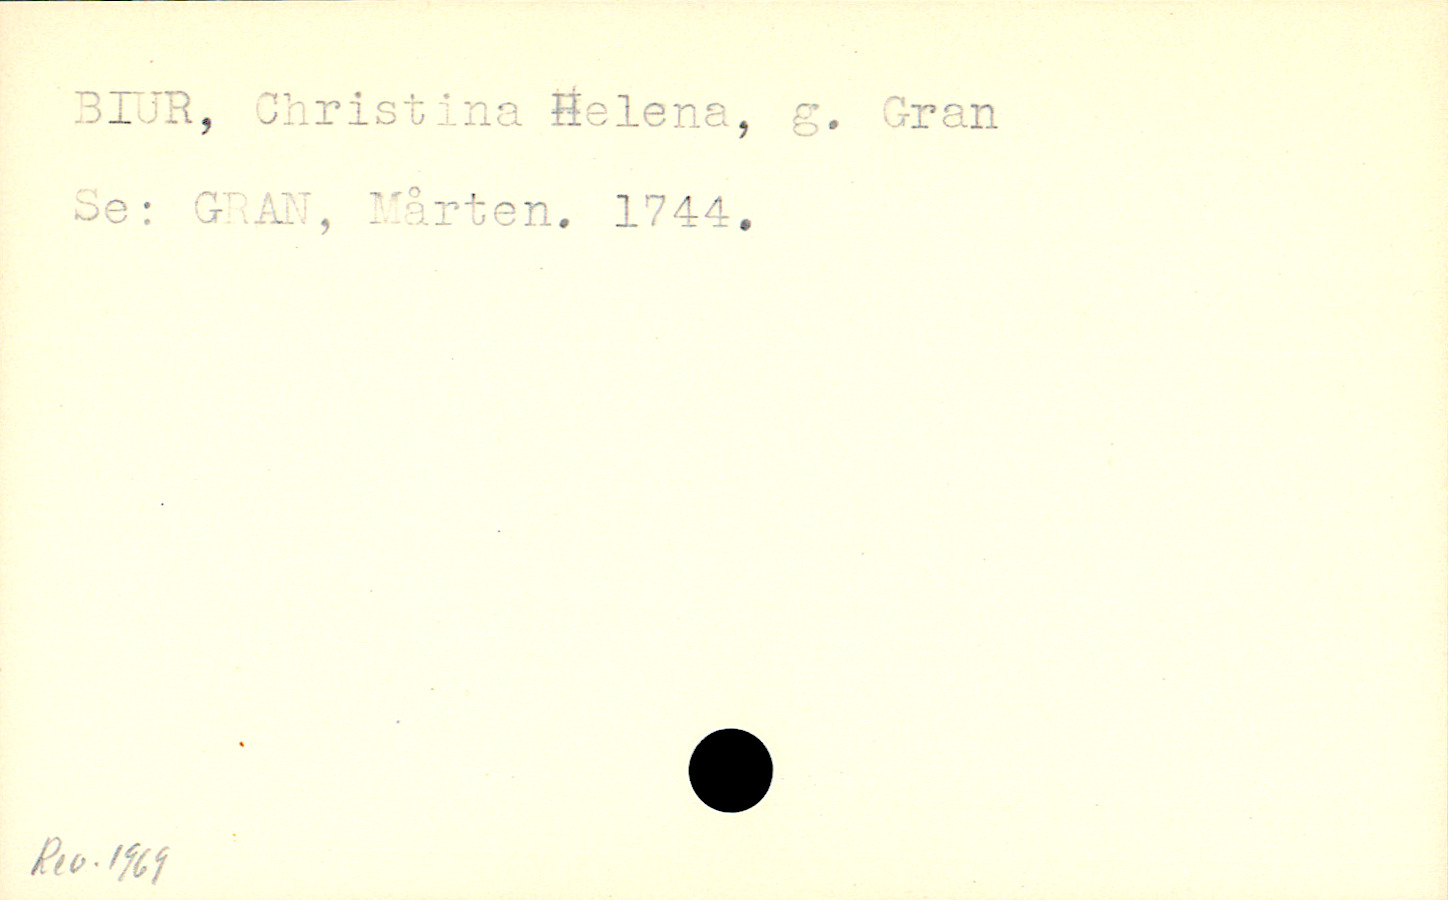 BIUR, Christina Helena, g. Gran
Se: GRAN, Mårten. 1744.
Rev. 1969